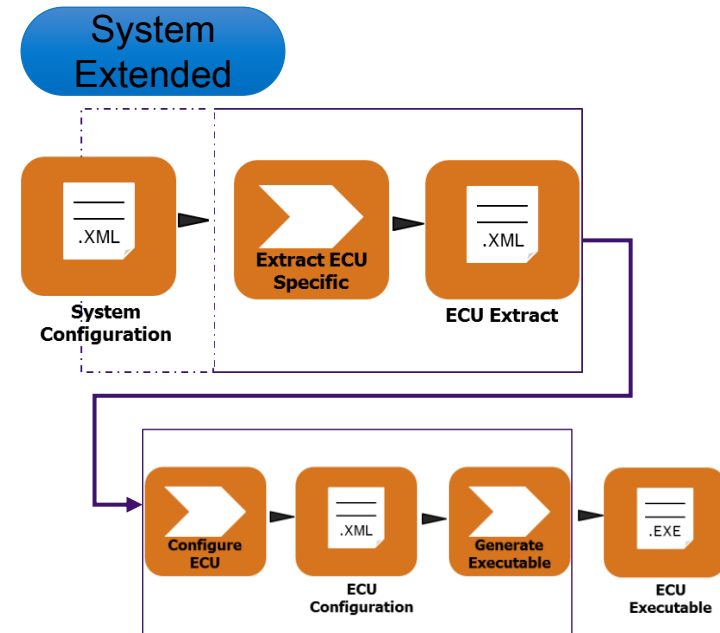 System
Extended
.XML
System
Configuration
Extract ECU
Specific
.XML
ECU Extract
Configure
ECU
.XML
ECU
Configuration
Generate
Executable
.EXE
ECU
Executable